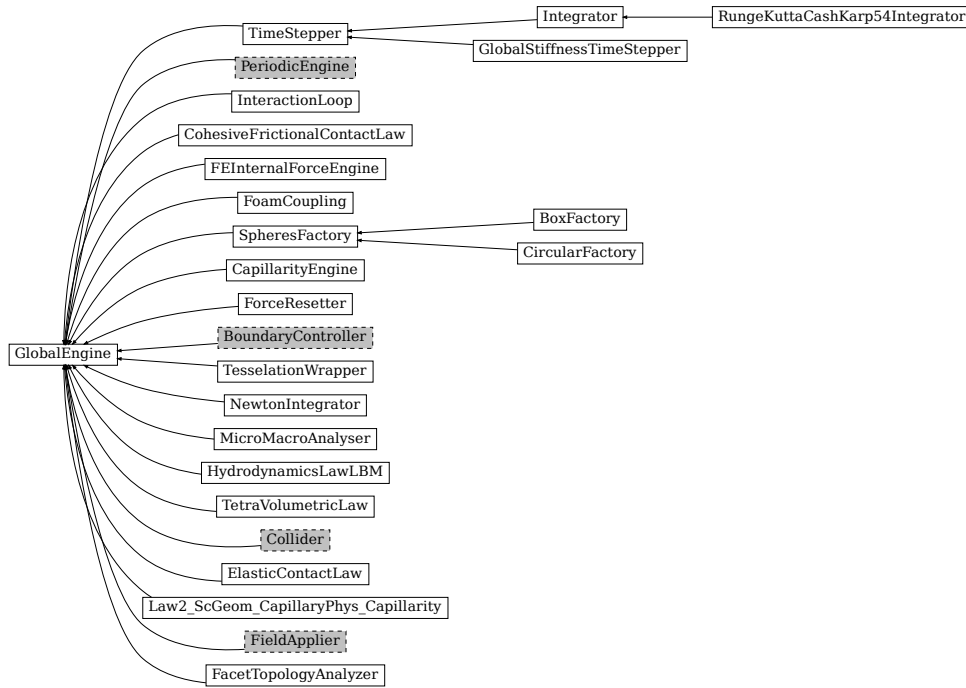 Integrator
RungeKuttaCashKarp54Integrator
TimeStepper
GlobalStiffnessTimeStepper
PeriodicEngine
InteractionLoop
CohesiveFrictionalContactLaw
FEInternalForceEngine
FoamCoupling
BoxFactory
SpheresFactory
CircularFactory
CapillarityEngine
ForceResetter
BoundaryController
GlobalEngine
TesselationWrapper
NewtonIntegrator
MicroMacroAnalyser
HydrodynamicsLawLBM
TetraVolumetricLaw
Collider
ElasticContactLaw
Law2_ScGeom_CapillaryPhys_Capillarity
FieldApplier
FacetTopologyAnalyzer